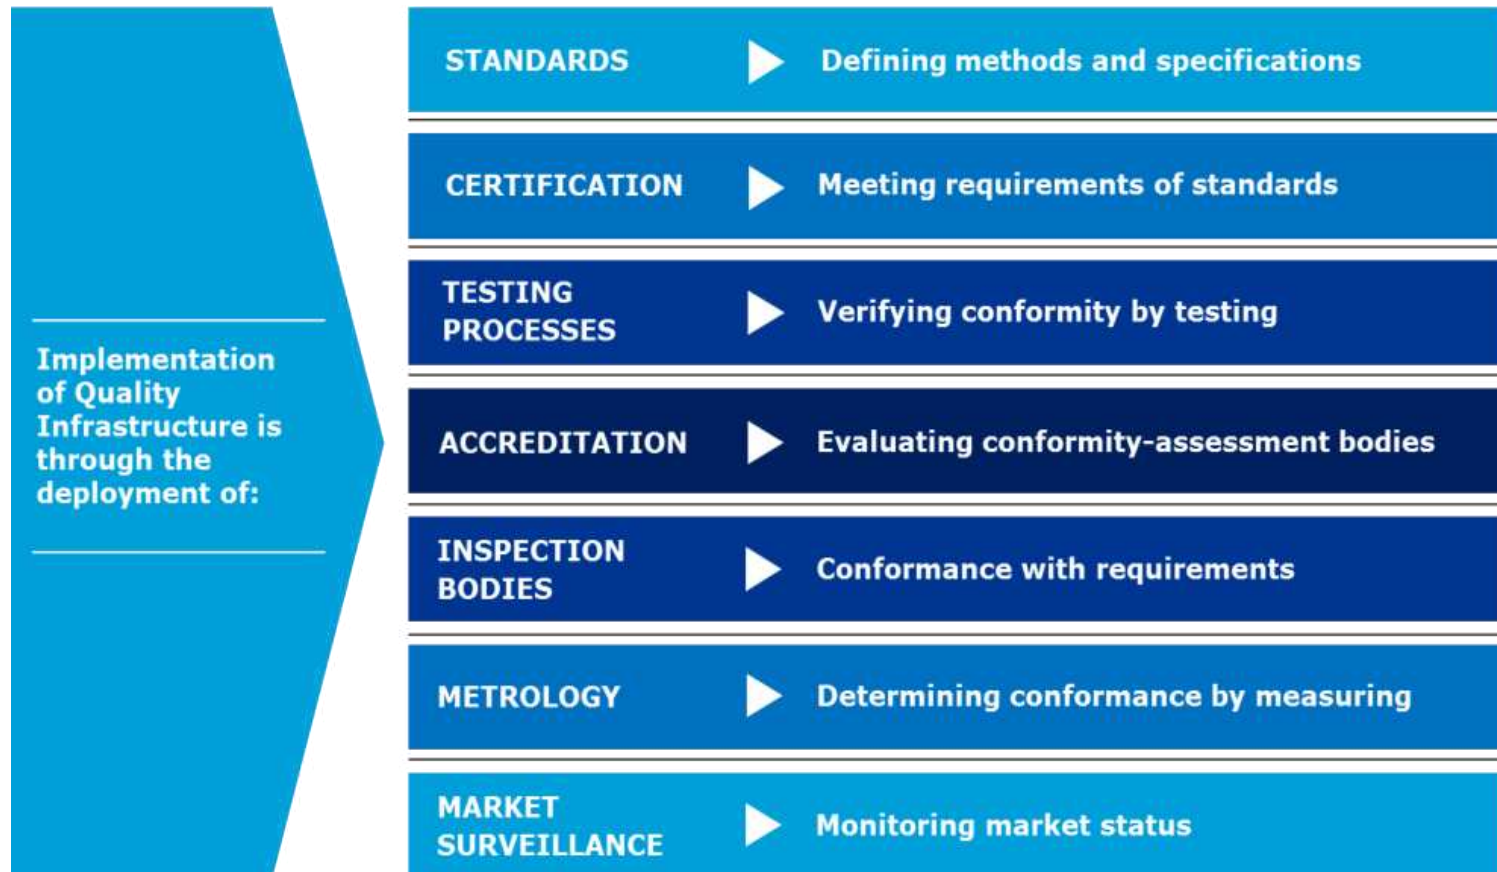 Implementation
of Quality
Infrastructure is
through the
deployment of:
STANDARDS
Defining methods and specifications
CERTIFICATION
Meeting requirements of standards
TESTING
PROCESSES
Verifying conformity by testing
ACCREDITATION
Evaluating conformity-assessment bodies
INSPECTION
BODIES
Conformance with requirements
METROLOGY
Determining conformance by measuring
MARKET
SURVEILLANCE
Monitoring market status